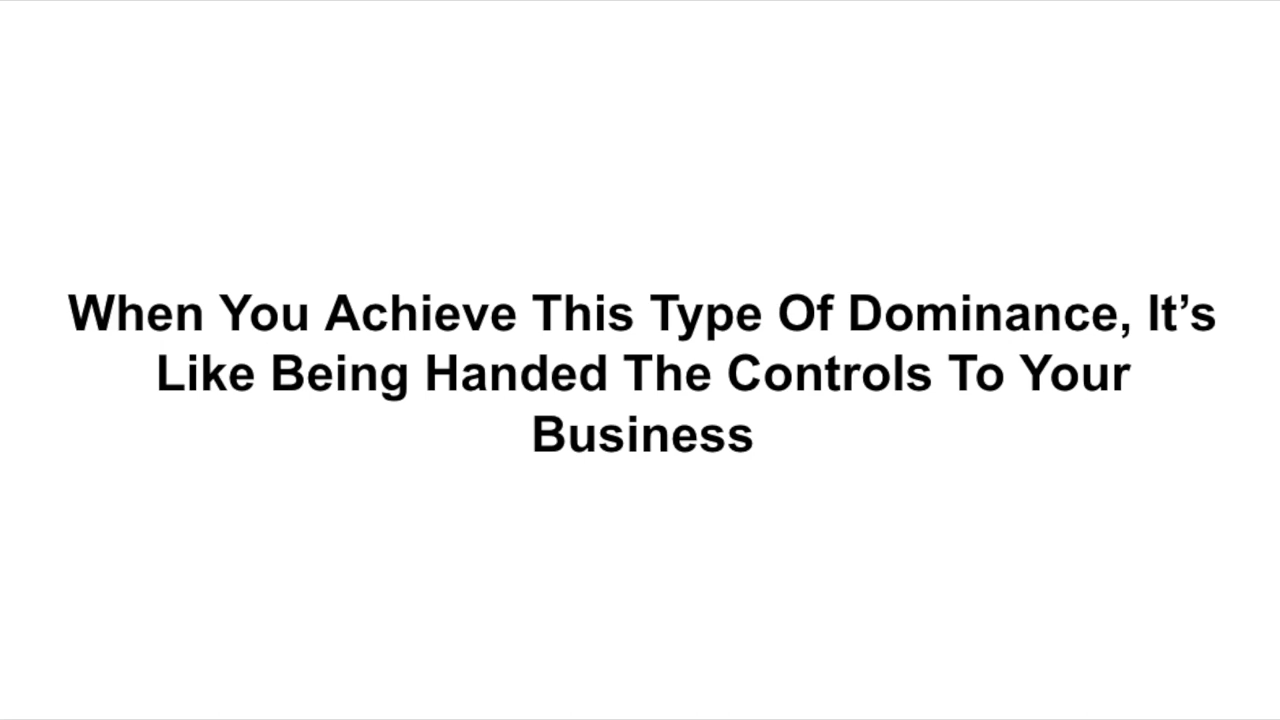 When You Achieve This Type Of Dominance, It’s
Like Being Handed The Controls To Your
Business